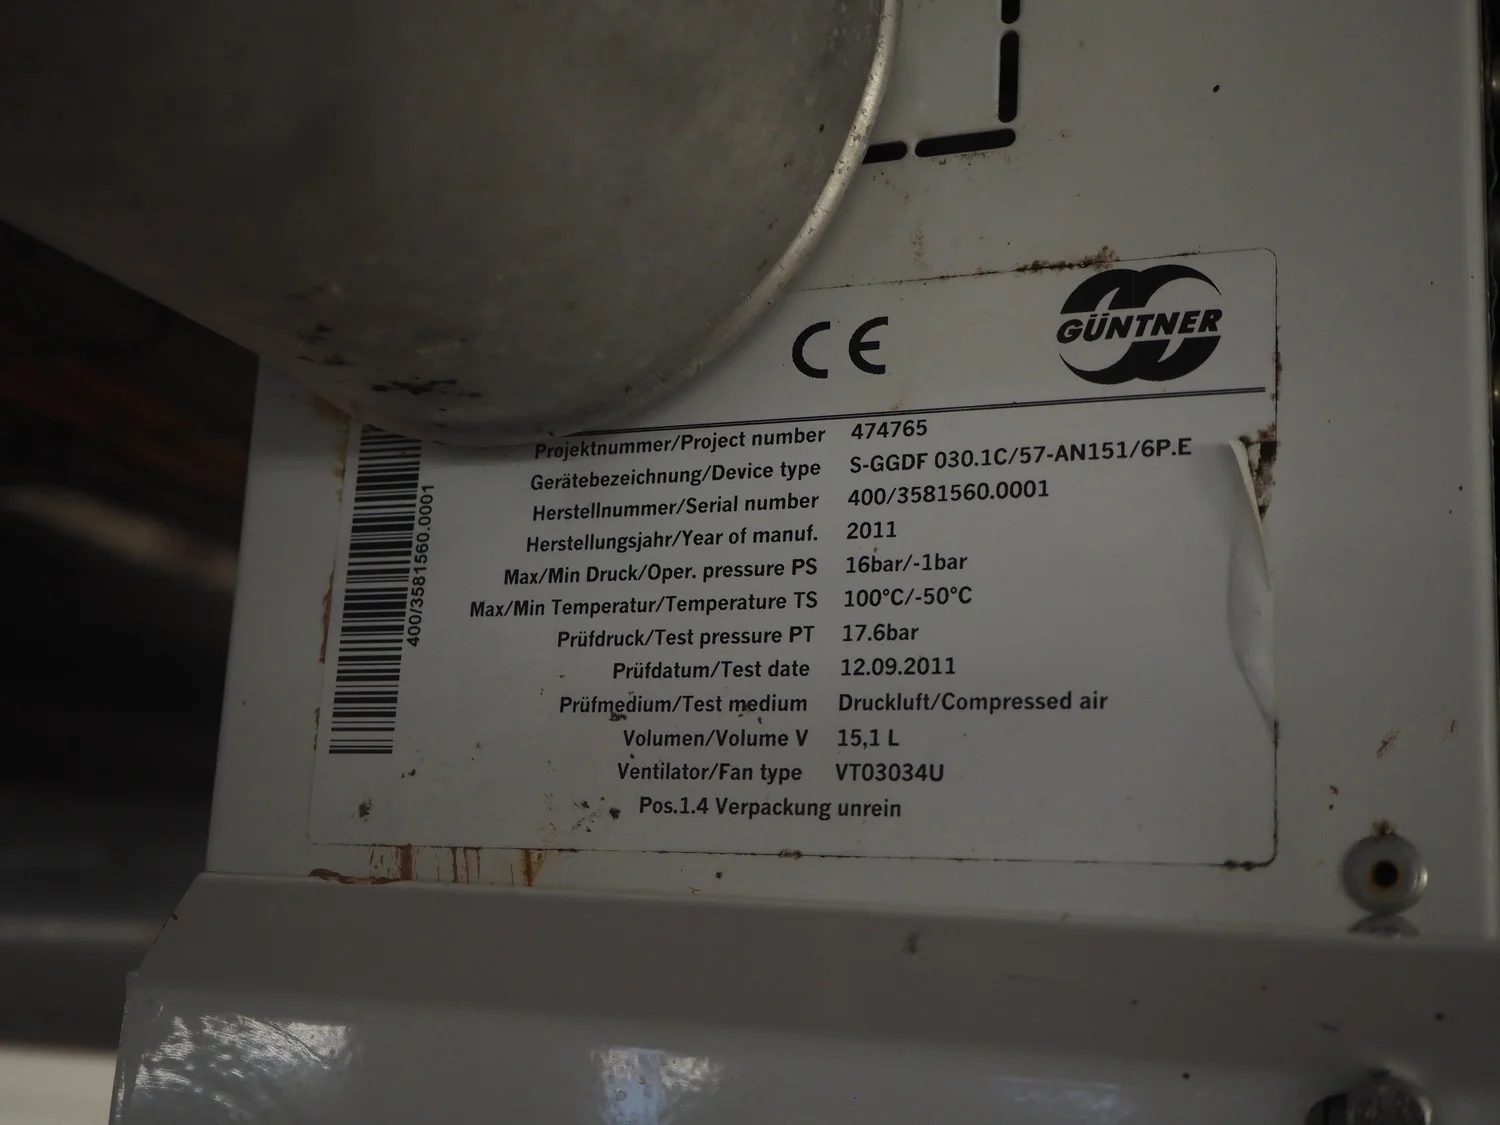 CE
GÜNTNER
Projektnummer/Project number 474765
Gerätebezeichnung/Device type S-GGDF 030.1C/57-AN151/6P.E
Herstellnummer/Serial number 400/3581560.0001
Herstellungsjahr/Year of manuf. 2011
Max/Min Druck/Oper. pressure PS 16bar/-1bar
Max/Min Temperatur/Temperature TS 100°C/-50°C
Prüfdruck/Test pressure PT 17.6bar
Prüfdatum/Test date 12.09.2011
Prüfmedium/Test medium Druckluft/Compressed air
Volumen/Volume V 15,1 L
Ventilator/Fan type VT03034U
Pos.1.4 Verpackung unrein
400/3581560.0001